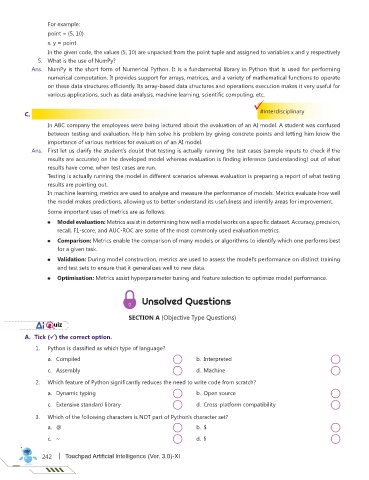 For example:
point = (5, 10)
x, y = point
In the given code, the values (5, 10) are unpacked from the point tuple and assigned to variables x and y respectively
5. What is the use of NumPy?
Ans. NumPy is the short form of Numerical Python. It is a fundamental library in Python that is used for performing
numerical computation. It provides support for arrays, matrices, and a variety of mathematical functions to operate
on these data structures efficiently. Its array-based data structures and operations execution makes it very useful for
various applications, such as data analysis, machine learning, scientific computing, etc.
C.
#Interdisciplinary
In ABC company the employees were being lectured about the evaluation of an AI model. A student was confused
between testing and evaluation. Help him solve his problem by giving concrete points and letting him know the
importance of various metrices for evaluation of an AI model.
Ans. First let us clarify the student's doubt that testing is actually running the test cases (sample inputs to check if the
results are accurate) on the developed model whereas evaluation is finding inference (understanding) out of what
results have come, when test cases are run.
Testing is actually running the model in different scenarios whereas evaluation is preparing a report of what testing
results are pointing out.
In machine learning, metrics are used to analyse and measure the performance of models. Metrics evaluate how well
the model makes predictions, allowing us to better understand its usefulness and identify areas for improvement.
Some important uses of metrics are as follows:
● Model evaluation: Metrics assist in determining how well a model works on a specific dataset. Accuracy, precision,
recall, F1-score, and AUC-ROC are some of the most commonly used evaluation metrics.
● Comparison: Metrics enable the comparison of many models or algorithms to identify which one performs best
for a given task.
● Validation: During model construction, metrics are used to assess the model's performance on distinct training
and test sets to ensure that it generalizes well to new data.
● Optimisation: Metrics assist hyperparameter tuning and feature selection to optimize model performance.
Unsolved Questions
SECTION A (Objective Type Questions)
Ai Quiz
A. Tick (✓) the correct option.
1. Python is classified as which type of language?
a. Compiled b. Interpreted
c. Assembly d. Machine
2. Which feature of Python significantly reduces the need to write code from scratch?
a. Dynamic typing b. Open source
c. Extensive standard library d. Cross-platform compatibility
3. Which of the following characters is NOT part of Python's character set?
a. @ b. $
c. ~ d. fi
242 Touchpad Artificial Intelligence (Ver. 3.0)-XI